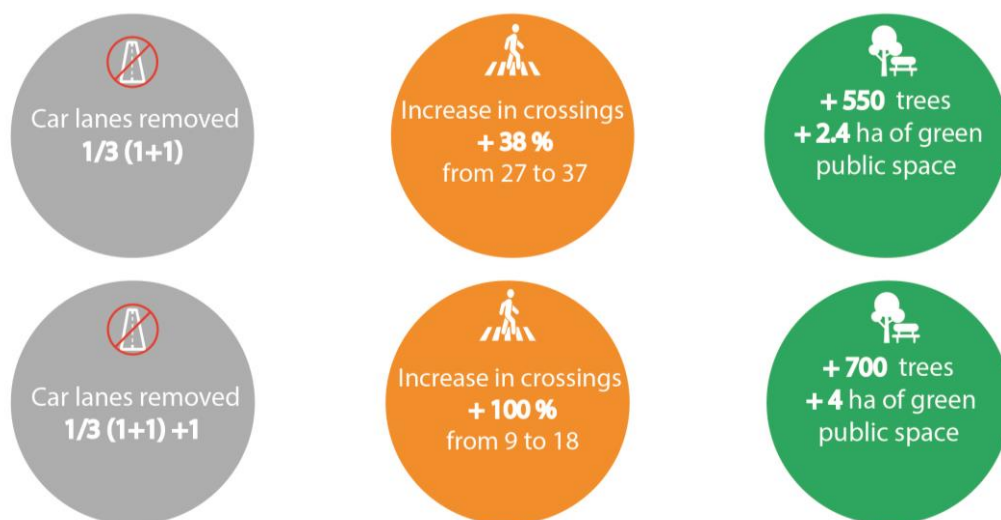 Car lanes removed
1/3 (1+1)
Increase in crossings
+ 38 %
from 27 to 37
+ 550 trees
+ 2.4 ha of green
public space
Car lanes removed
1/3 (1+1) +1
Increase in crossings
+ 100 %
from 9 to 18
+ 700 trees
+ 4 ha of green
public space